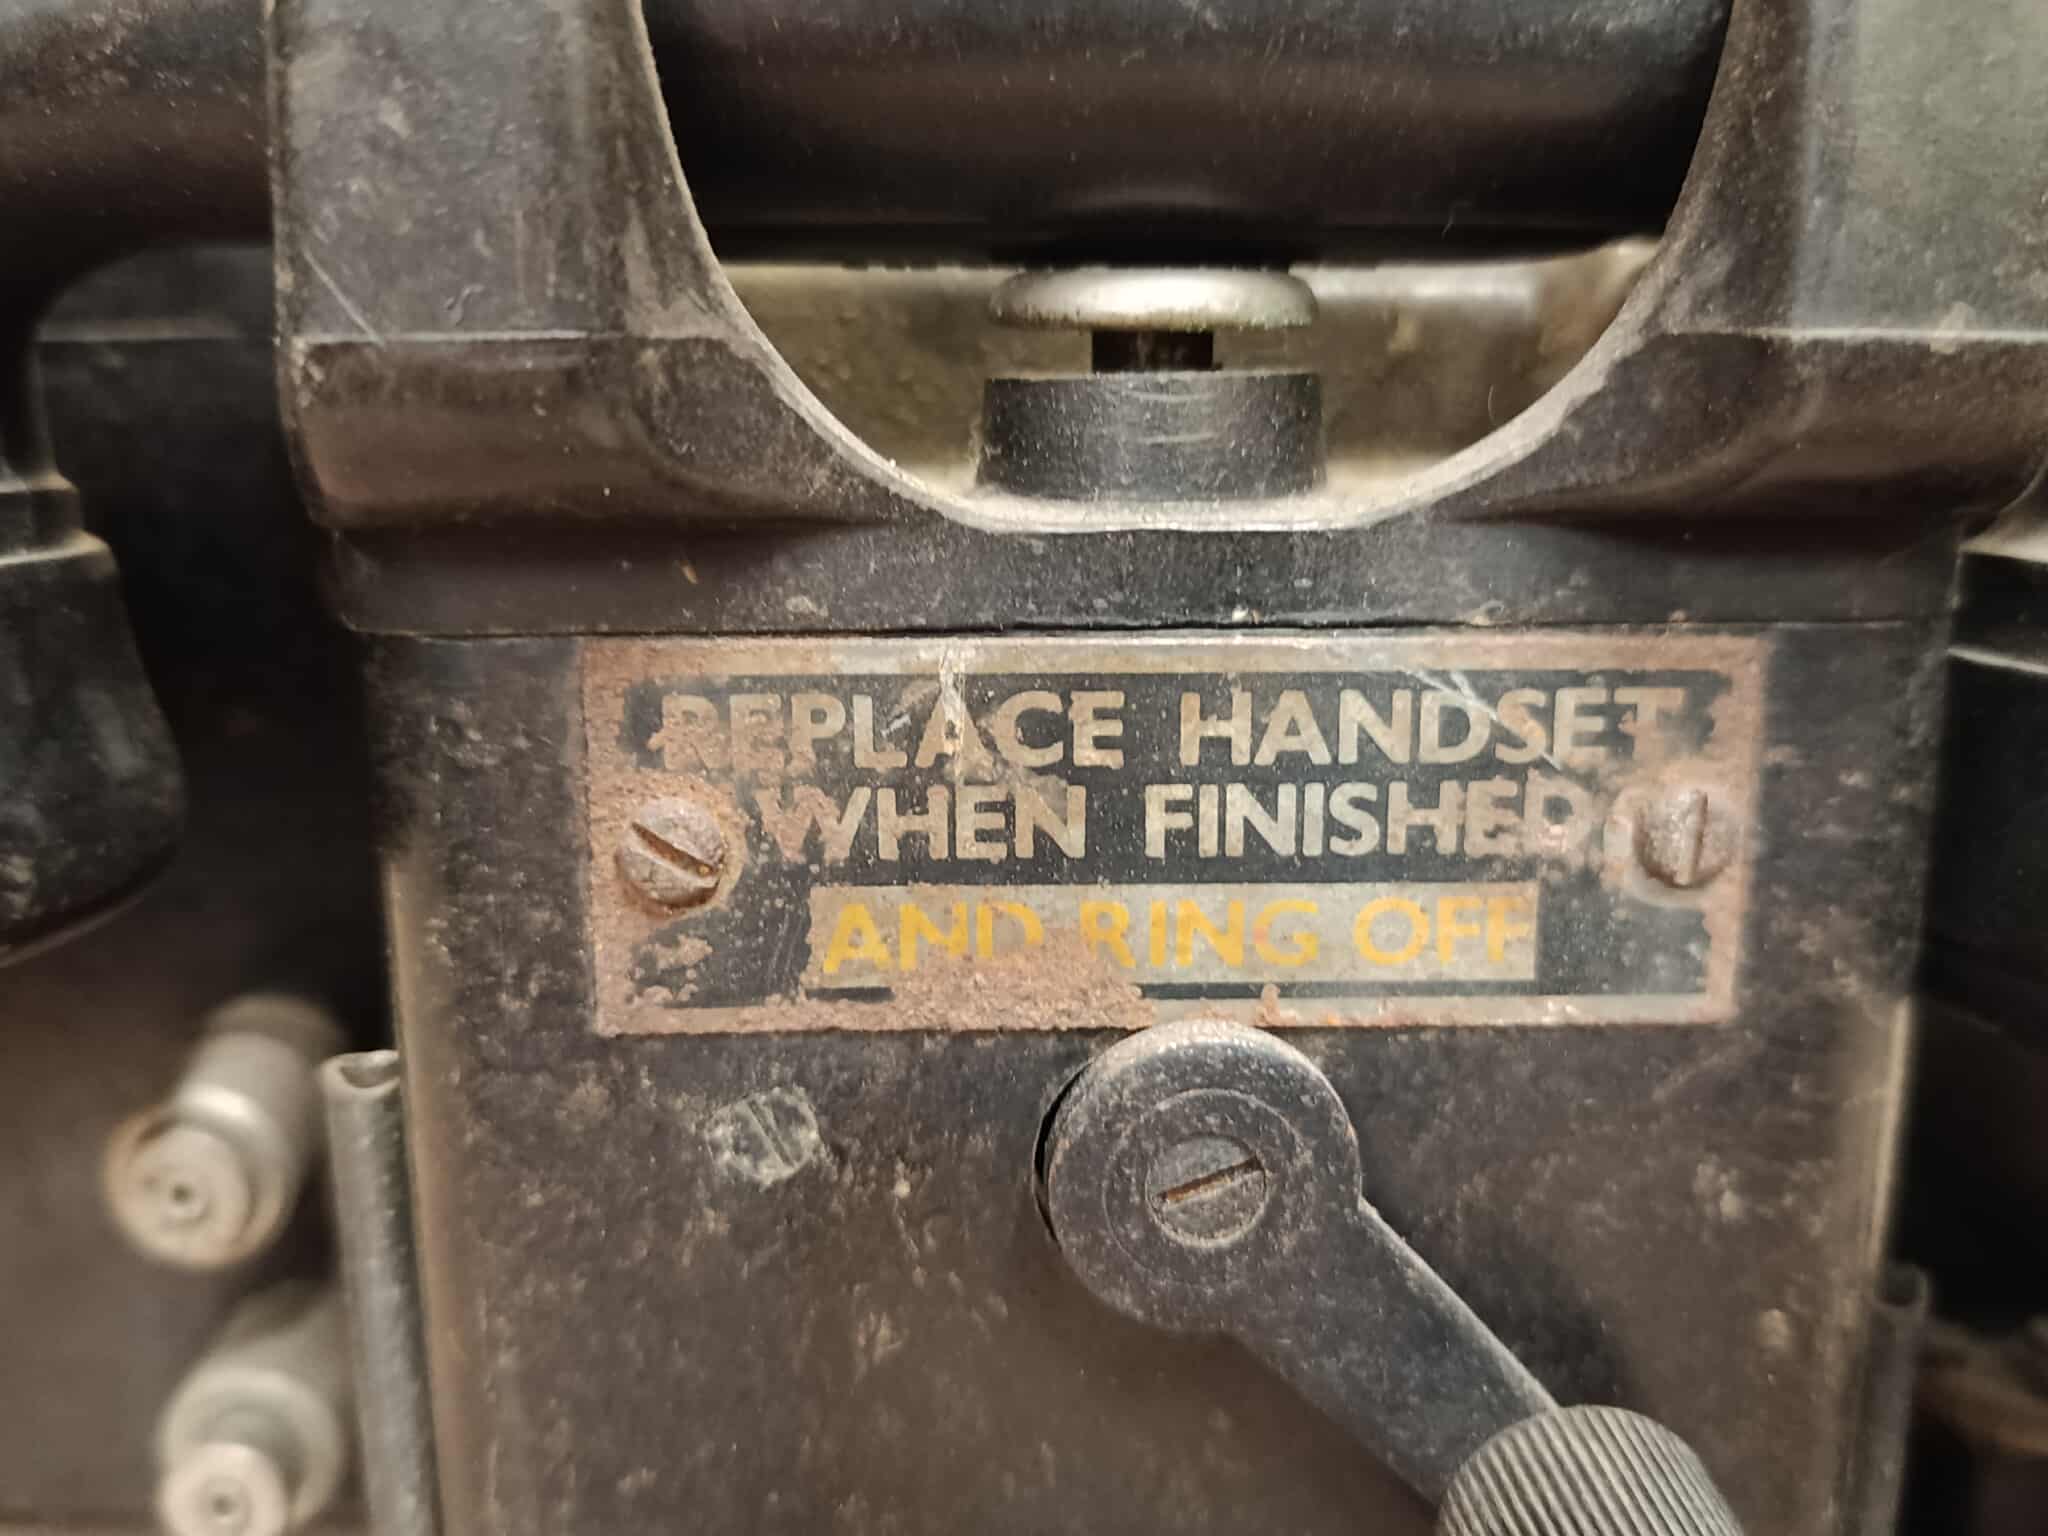 REPLACE HANDSET
WHEN FINISHED
AND RING OFF